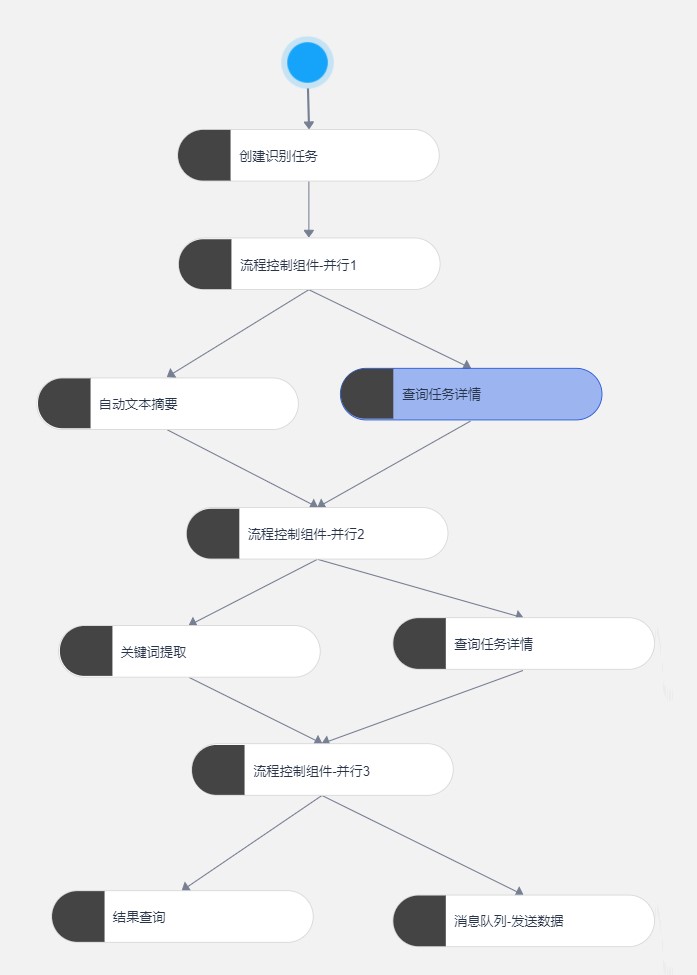 创建识别任务
流程控制组件-并行1
自动文本摘要
查询任务详情
流程控制组件-并行2
关键词提取
查询任务详情
流程控制组件-并行3
结果查询
消息队列-发送数据